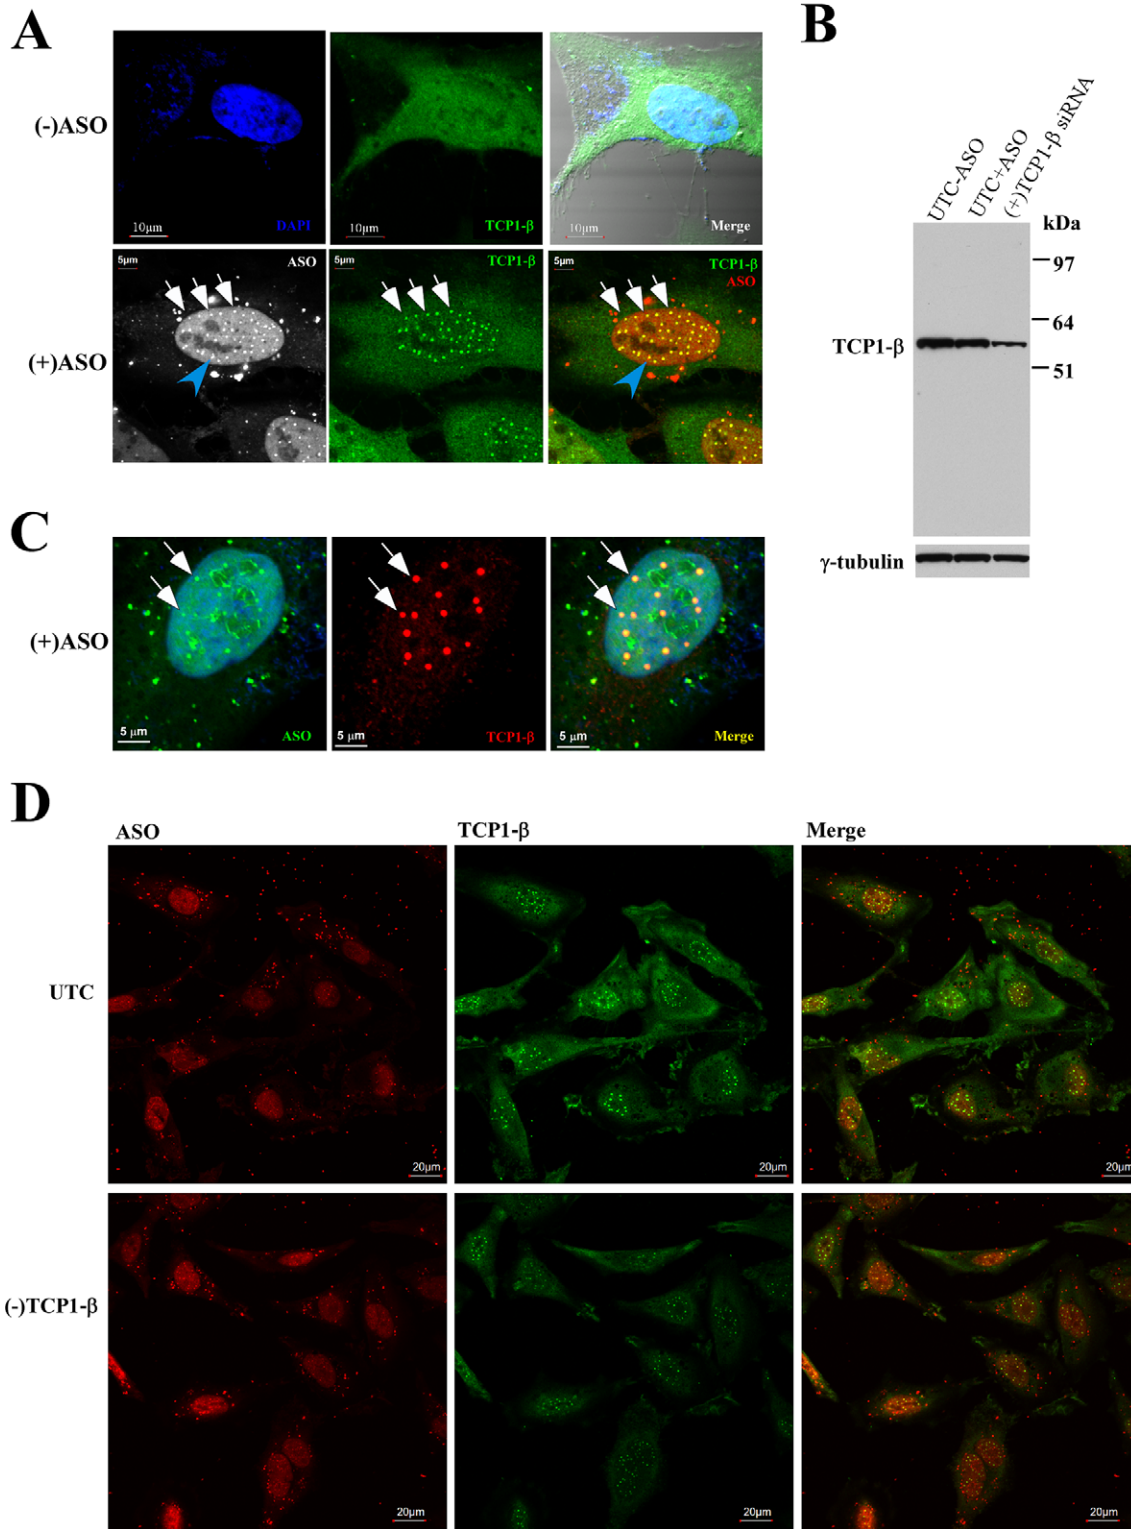 A
(-)ASO
DAPI
10μm
TCP1-β
10μm
Merge
10μm
(+)ASO
5μm
ASO
5μm
TCP1-β
5μm
TCP1-β
ASO
B
UTC-ASO
UTC+ASO
(+)TCP1-β siRNA
kDa
97
64
51
TCP1-β
γ-tubulin
C
(+)ASO
5 μm
ASO
5 μm
TCP1-β
5 μm
Merge
D
ASO
TCP1-β
Merge
UTC
20μm
20μm
20μm
(-)TCP1-β
20μm
20μm
20μm